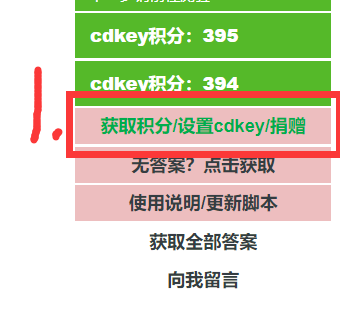 cdkey积分：395
cdkey积分：394
1.
获取积分/设置cdkey/捐赠
无答案？点击获取
使用说明/更新脚本
获取全部答案
向我留言